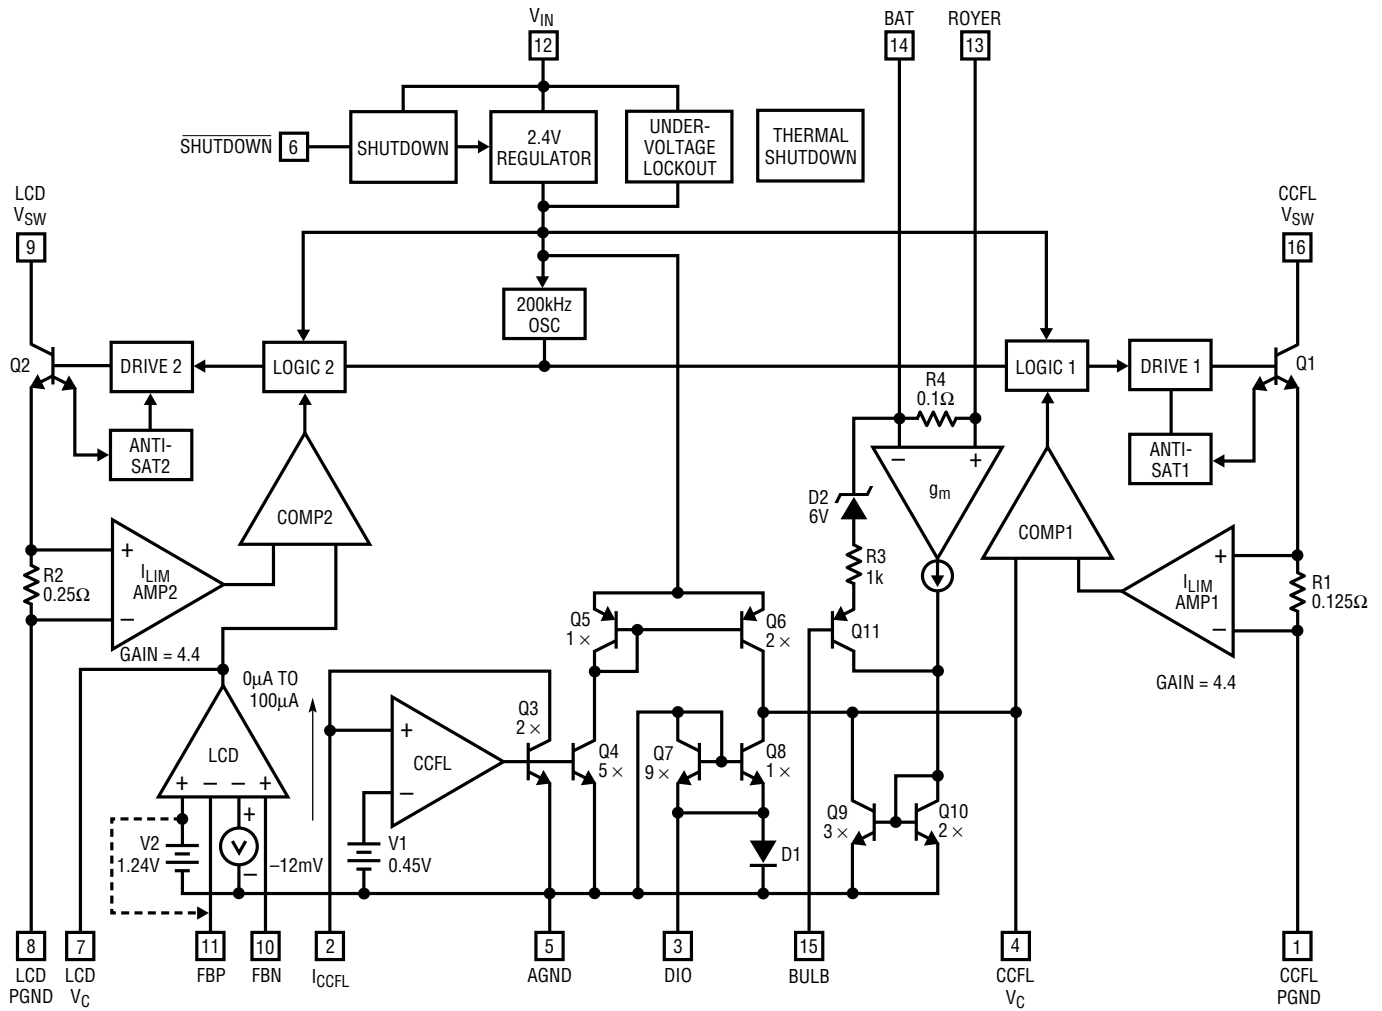 VIN
12
BAT
14
ROYER
13
SHUTDOWN
6
SHUTDOWN
2.4V
REGULATOR
UNDER-
VOLTAGE
LOCKOUT
THERMAL
SHUTDOWN
LCD
VSW
9
CCFL
VSW
16
200kHz
OSC
Q2
DRIVE 2
LOGIC 2
LOGIC 1
DRIVE 1
Q1
R4
0.1Ω
ANTI-
SAT2
ANTI-
SAT1
− +
gm
D2
6V
COMP2
COMP1
R3
1k
+
ILIM
AMP2
−
R2
0.25Ω
GAIN = 4.4
+
ILIM
AMP1
−
R1
0.125Ω
GAIN = 4.4
Q5
1 ×
Q6
2 ×
Q11
0µA TO
100µA
LCD
+ − − +
+
CCFL
−
Q3
2 ×
Q4
5 ×
Q7
9 ×
Q8
1 ×
Q9
3 ×
Q10
2 ×
V2
1.24V
+
V
−
–12mV
V1
0.45V
D1
8
LCD
PGND
7
LCD
VC
11
FBP
10
FBN
2
ICCFL
5
AGND
3
DIO
15
BULB
4
CCFL
VC
1
CCFL
PGND